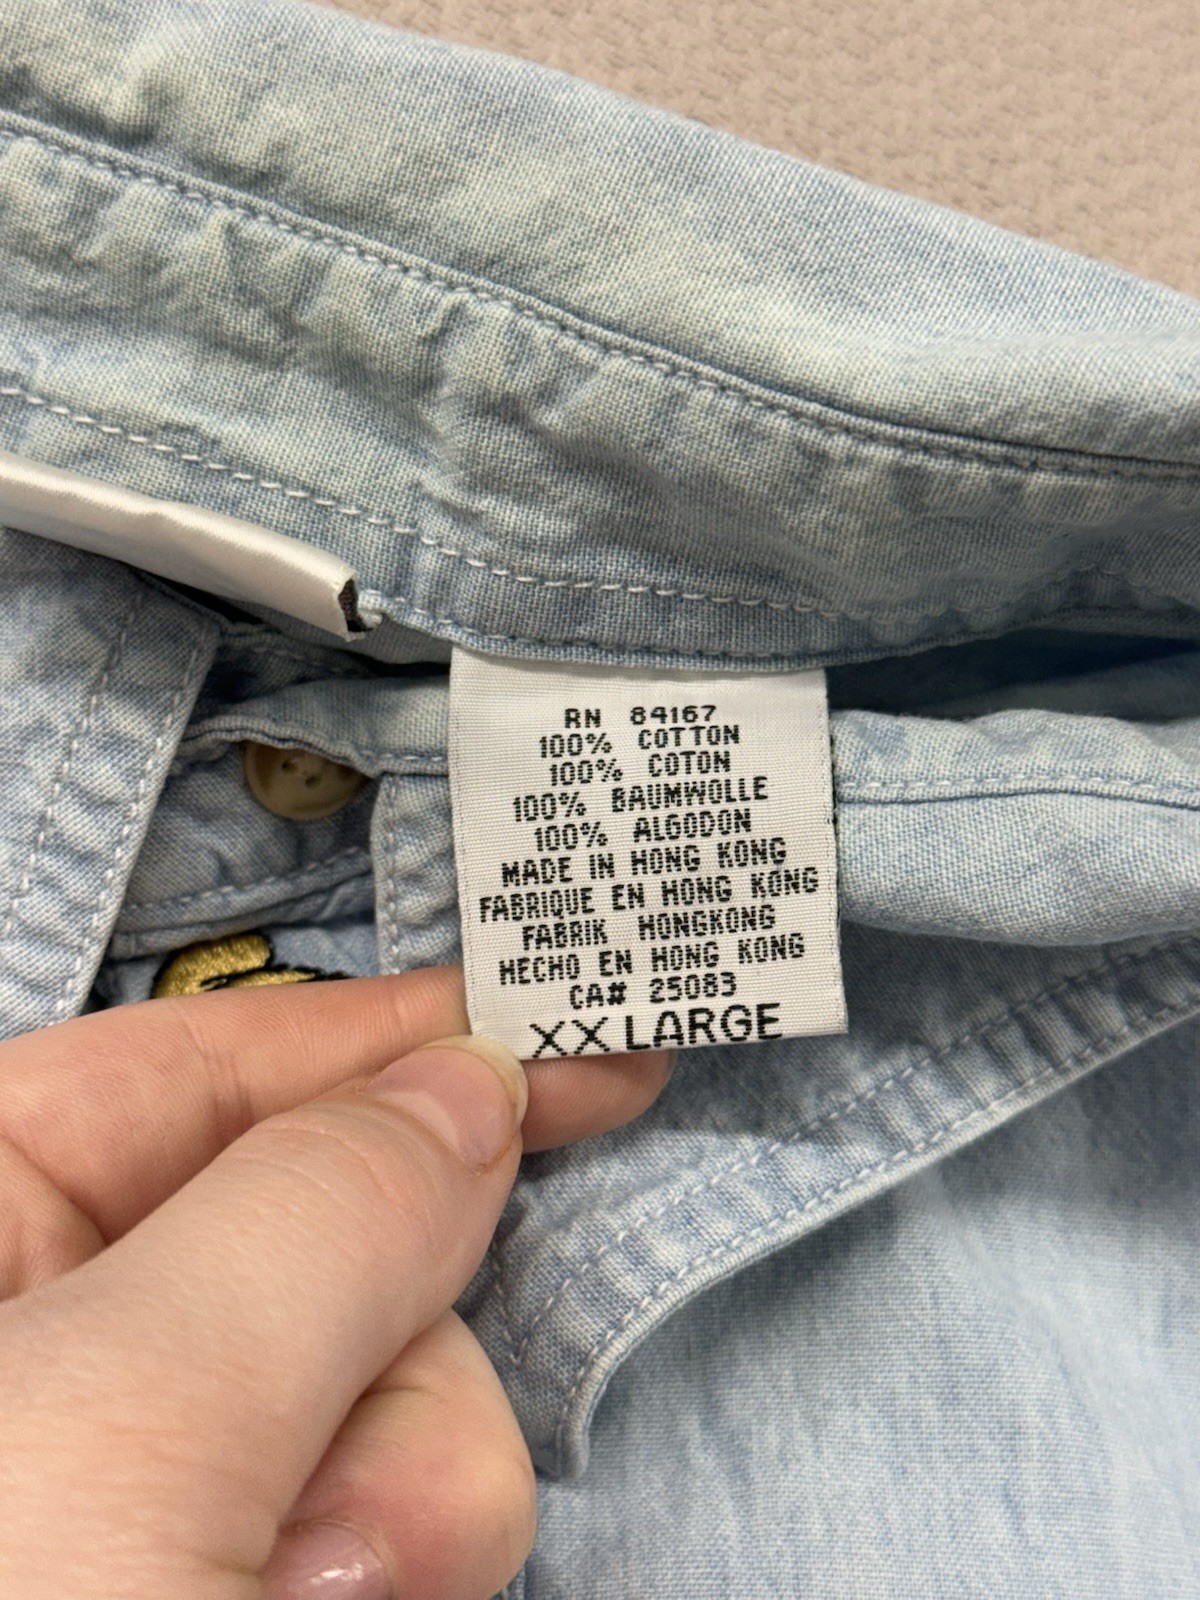 RN 84167
100% COTTON
100% COTON
100% BAUMWOLLE
100% ALGODON
MADE IN HONG KONG
FABRIQUE EN HONG KONG
FABRIK HONGKONG
HECHO EN HONG KONG
CA# 25083
XX LARGE